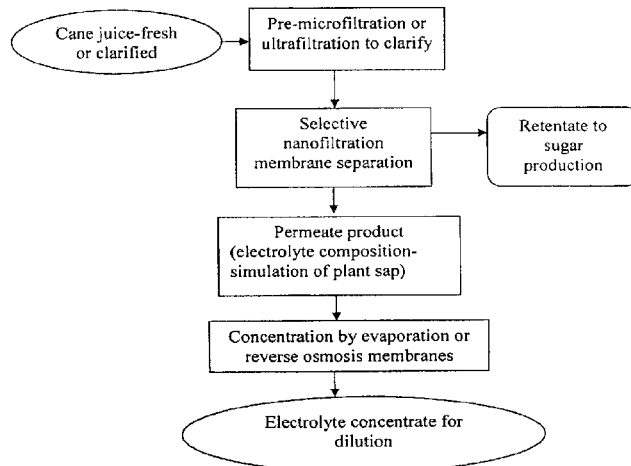 Cane juice-fresh
or clarified
Pre-microfiltration or
ultrafiltration to clarify
Selective
nanofiltration
membrane separation
Retentate to
sugar
production
Permeate product
(electrolyte composition-
simulation of plant sap)
Concentration by evaporation or
reverse osmosis membranes
Electrolyte concentrate for
dilution